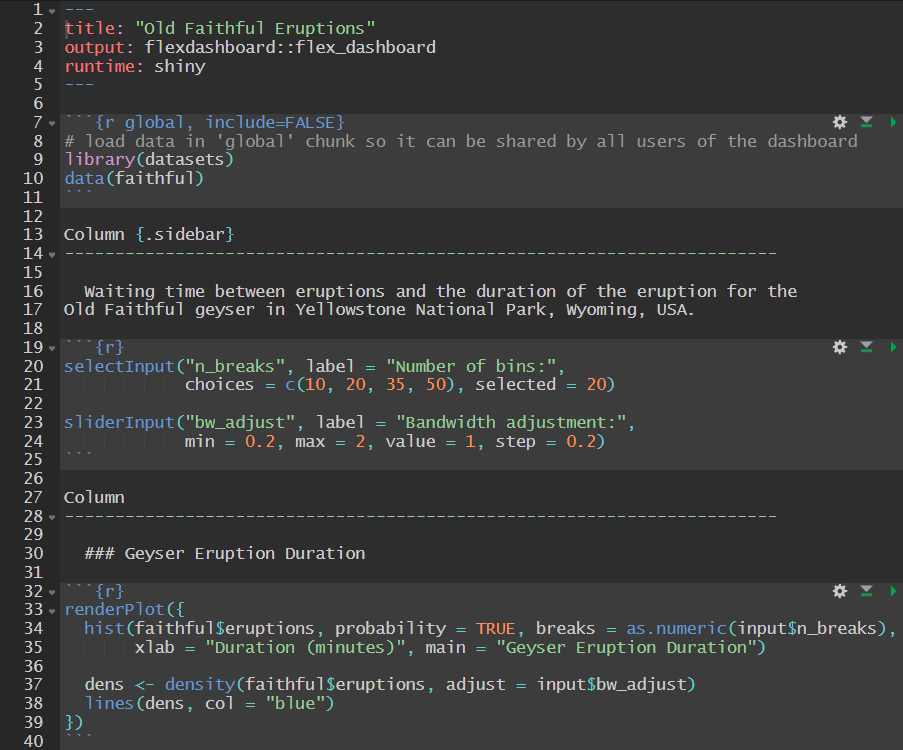 1 ---
2 title: "Old Faithful Eruptions"
3 output: flexdashboard::flex_dashboard
4 runtime: shiny
5 ---
6
7 ```{r global, include=FALSE}
8 # load data in 'global' chunk so it can be shared by all users of the dashboard
9 library(datasets)
10 data(faithful)
11 ```
12
13 Column {.sidebar}
14 -----------------------------------------------------------------------
15
16   Waiting time between eruptions and the duration of the eruption for the
17 Old Faithful geyser in Yellowstone National Park, Wyoming, USA.
18
19 ```{r}
20 selectInput("n_breaks", label = "Number of bins:",
21             choices = c(10, 20, 35, 50), selected = 20)
22
23 sliderInput("bw_adjust", label = "Bandwidth adjustment:",
24             min = 0.2, max = 2, value = 1, step = 0.2)
25 ```
26
27 Column
28 -----------------------------------------------------------------------
29
30   ### Geyser Eruption Duration
31
32 ```{r}
33 renderPlot({
34   hist(faithful$eruptions, probability = TRUE, breaks = as.numeric(input$n_breaks),
35        xlab = "Duration (minutes)", main = "Geyser Eruption Duration")
36
37   dens <- density(faithful$eruptions, adjust = input$bw_adjust)
38   lines(dens, col = "blue")
39 })
40 ```